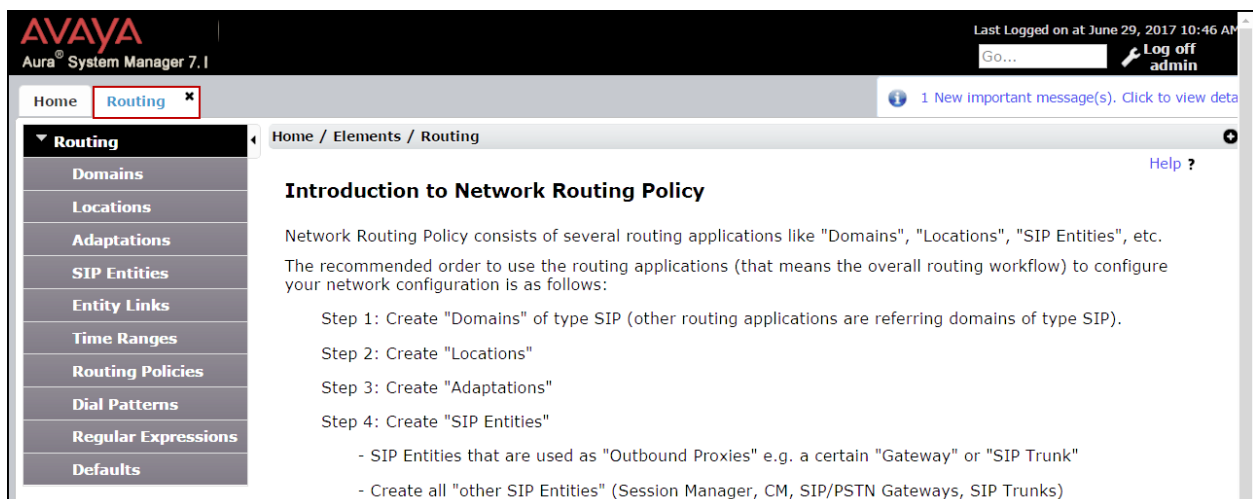 AVAYA
Aura® System Manager 7.1
Last Logged on at June 29, 2017 10:46 AM
Go...
Log off
admin
Home
Routing
1 New important message(s). Click to view deta
Routing
Domains
Locations
Adaptations
SIP Entities
Entity Links
Time Ranges
Routing Policies
Dial Patterns
Regular Expressions
Defaults
Home / Elements / Routing
Help ?
Introduction to Network Routing Policy
Network Routing Policy consists of several routing applications like "Domains", "Locations", "SIP Entities", etc.
The recommended order to use the routing applications (that means the overall routing workflow) to configure
your network configuration is as follows:
Step 1: Create "Domains" of type SIP (other routing applications are referring domains of type SIP).
Step 2: Create "Locations"
Step 3: Create "Adaptations"
Step 4: Create "SIP Entities"
- SIP Entities that are used as "Outbound Proxies" e.g. a certain "Gateway" or "SIP Trunk"
- Create all "other SIP Entities" (Session Manager, CM, SIP/PSTN Gateways, SIP Trunks)